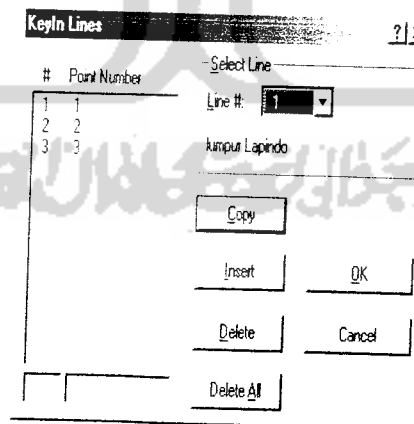 KeyIn Lines
?
# Point Number
1 1
2 2
3 3
Select Line
Line #: 1
lumpur Lapindo
Copy
Insert
OK
Delete
Cancel
Delete All